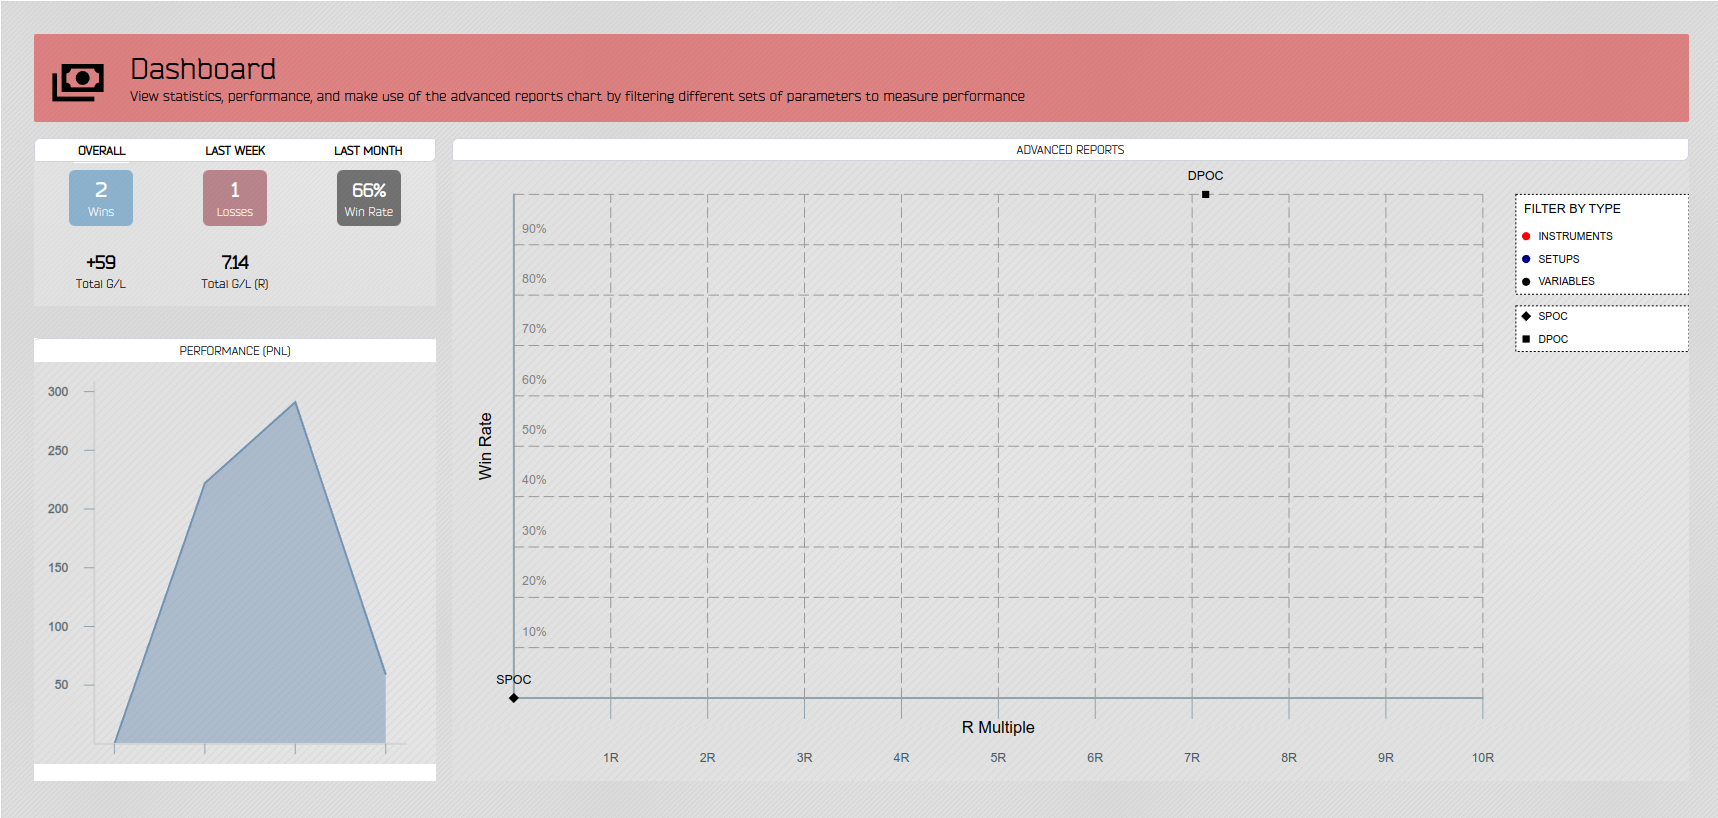 Dashboard
View statistics, performance, and make use of the advanced reports chart by filtering different sets of parameters to measure performance
OVERALL
LAST WEEK
LAST MONTH
2
Wins
1
Losses
66%
Win Rate
+59
Total G/L
7.14
Total G/L (R)
PERFORMANCE (PNL)
300
250
200
150
100
50
ADVANCED REPORTS
DPOC
90%
80%
70%
60%
50%
40%
30%
20%
10%
Win Rate
SPOC
R Multiple
1R
2R
3R
4R
5R
6R
7R
8R
9R
10R
FILTER BY TYPE
INSTRUMENTS
SETUPS
VARIABLES
SPOC
DPOC